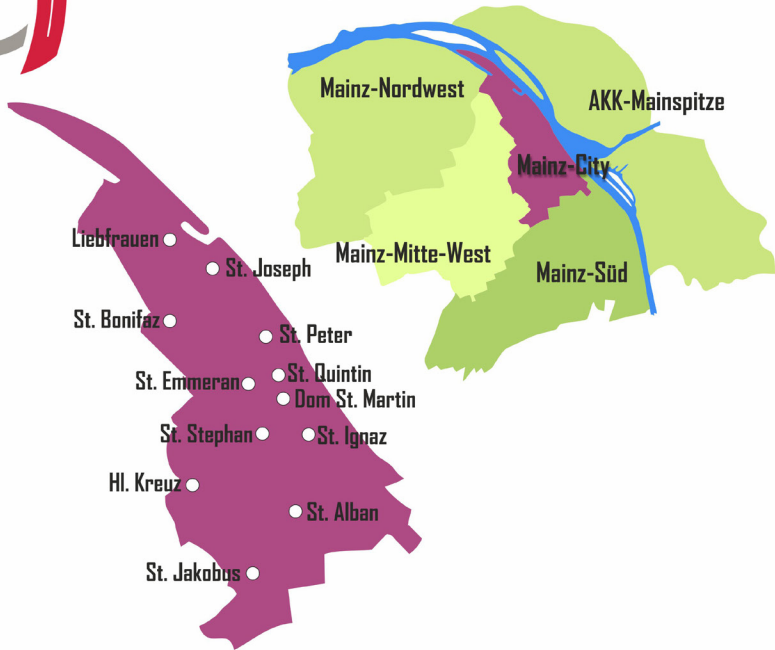 Mainz-Nordwest
AKK-Mainspitze
Mainz-City
Mainz-Mitte-West
Mainz-Süd
Liebfrauen
St. Joseph
St. Bonifaz
St. Peter
St. Quintin
St. Emmeran
Dom St. Martin
St. Stephan
St. Ignaz
Hl. Kreuz
St. Alban
St. Jakobus